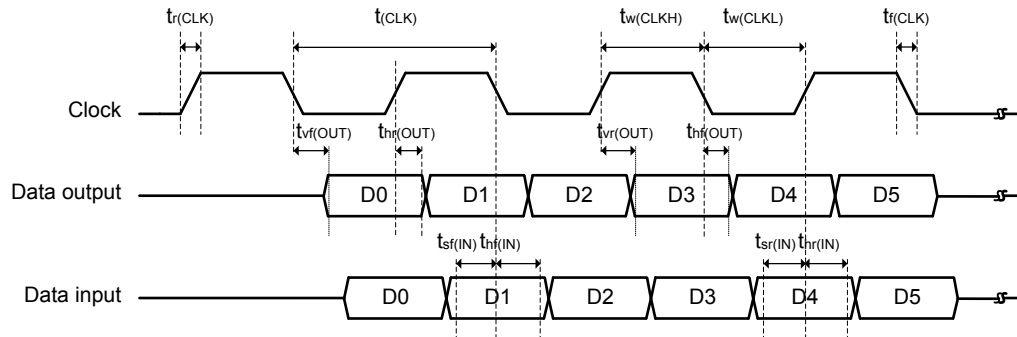 tr(CLK) t(CLK) tw(CLKH) tw(CLKL) tf(CLK)
Clock
tvf(OUT) thr(OUT) tvr(OUT) thf(OUT)
Data output D0 D1 D2 D3 D4 D5
tsf(IN) thf(IN) tsr(IN) thr(IN)
Data input D0 D1 D2 D3 D4 D5